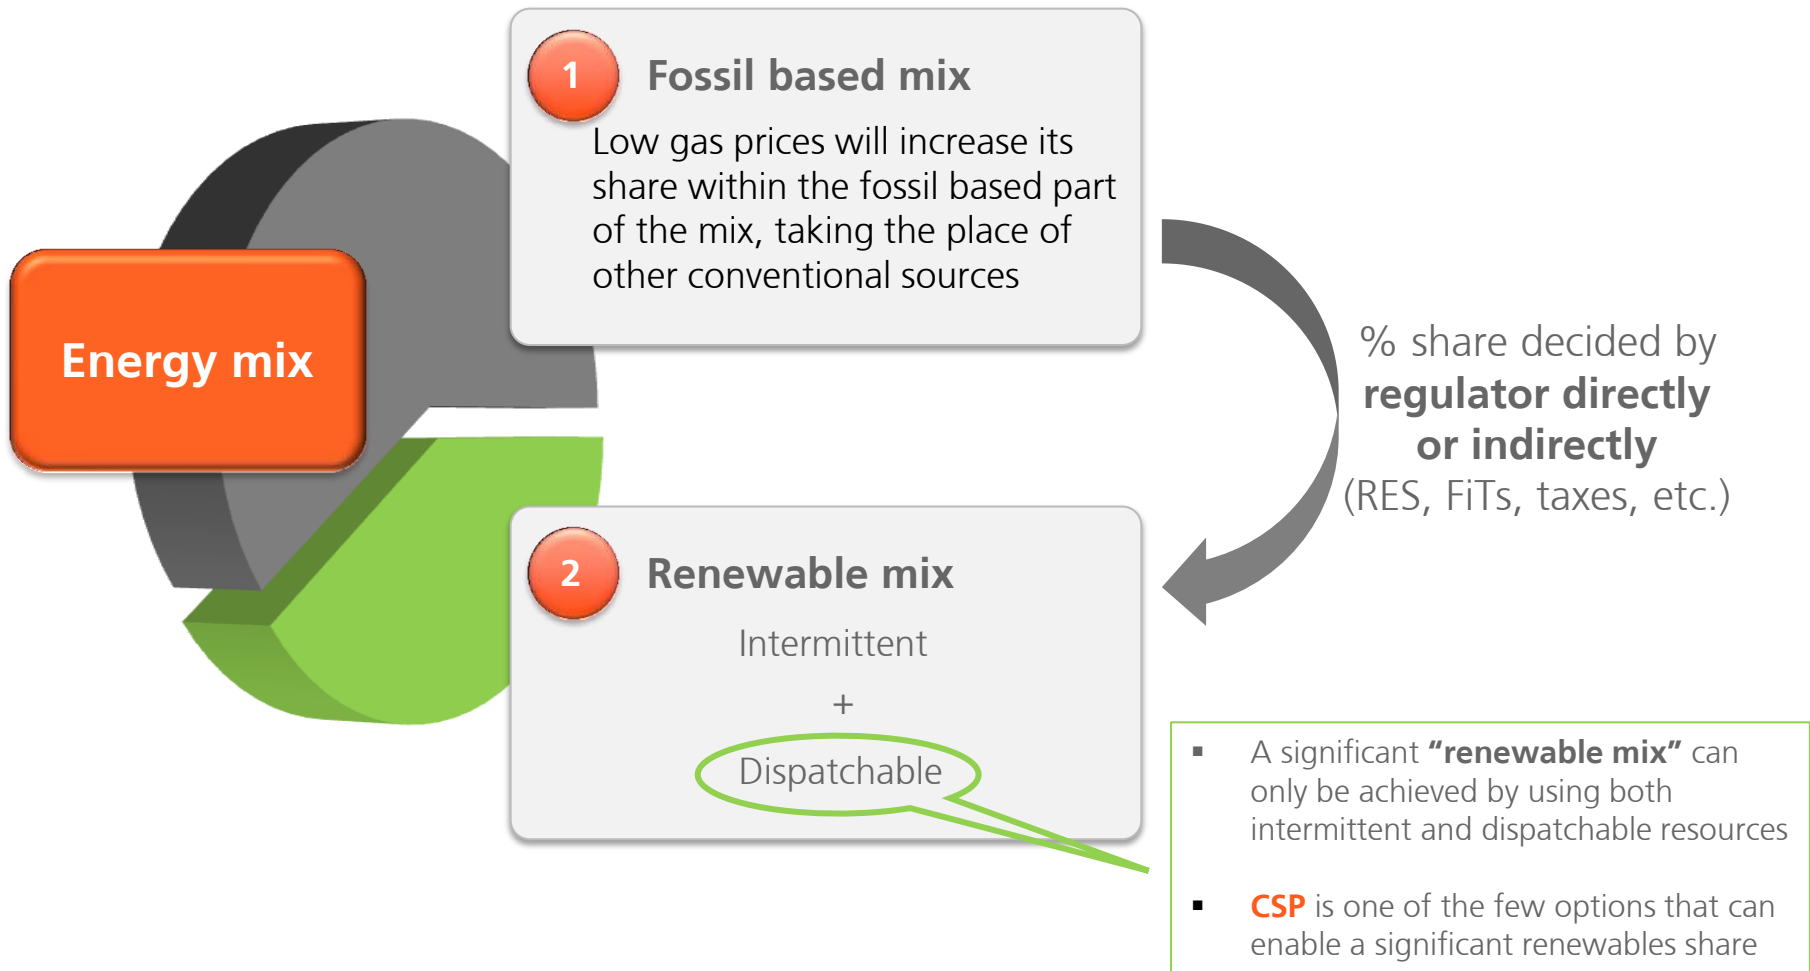 Energy mix
1
Fossil based mix
Low gas prices will increase its
share within the fossil based part
of the mix, taking the place of
other conventional sources
% share decided by
regulator directly
or indirectly
(RES, FiTs, taxes, etc.)
2
Renewable mix
Intermittent
+
Dispatchable
▪ A significant “renewable mix” can
only be achieved by using both
intermittent and dispatchable resources
▪ CSP is one of the few options that can
enable a significant renewables share